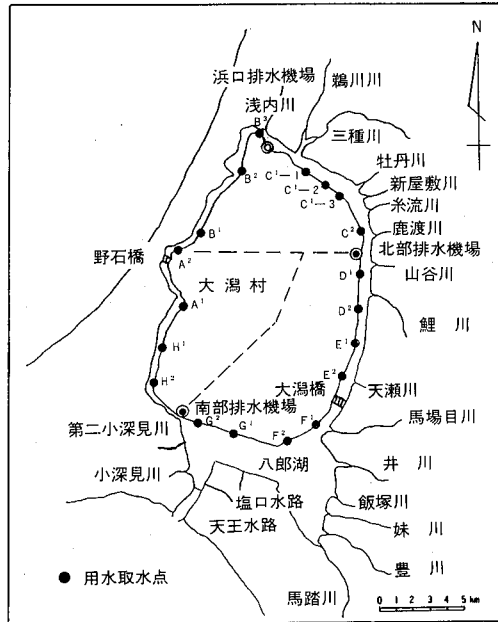 N
浜口排水機場
鵜川川
浅内川
B³
三種川
牡丹川
C¹−1
新屋敷川
B²
C¹−2
糸流川
C¹−3
鹿渡川
C²
北部排水機場
B¹
野石橋
A²
山谷川
D¹
大潟村
A¹
D²
鯉川
H¹
E¹
E²
天瀬川
H²
大潟橋
南部排水機場
馬場目川
G²
F¹
第二小深見川
G¹
F²
井川
八郎湖
小深見川
飯塚川
塩口水路
妹川
天王水路
豊川
● 用水取水点
馬踏川
0 1 2 3 4 5 km